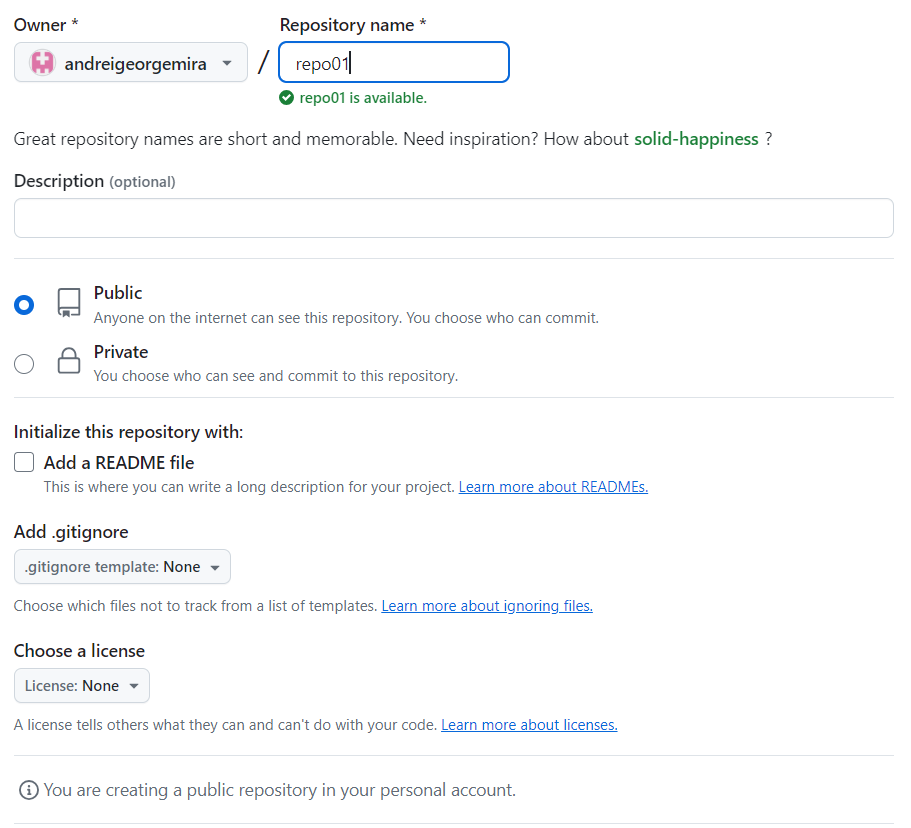 Owner *
Repository name *
andreigeorgemira
/
repo01
repo01 is available.
Great repository names are short and memorable. Need inspiration? How about solid-happiness ?
Description (optional)
Public
Anyone on the internet can see this repository. You choose who can commit.
Private
You choose who can see and commit to this repository.
Initialize this repository with:
Add a README file
This is where you can write a long description for your project. Learn more about READMEs.
Add .gitignore
.gitignore template: None
Choose which files not to track from a list of templates. Learn more about ignoring files.
Choose a license
License: None
A license tells others what they can and can't do with your code. Learn more about licenses.
You are creating a public repository in your personal account.